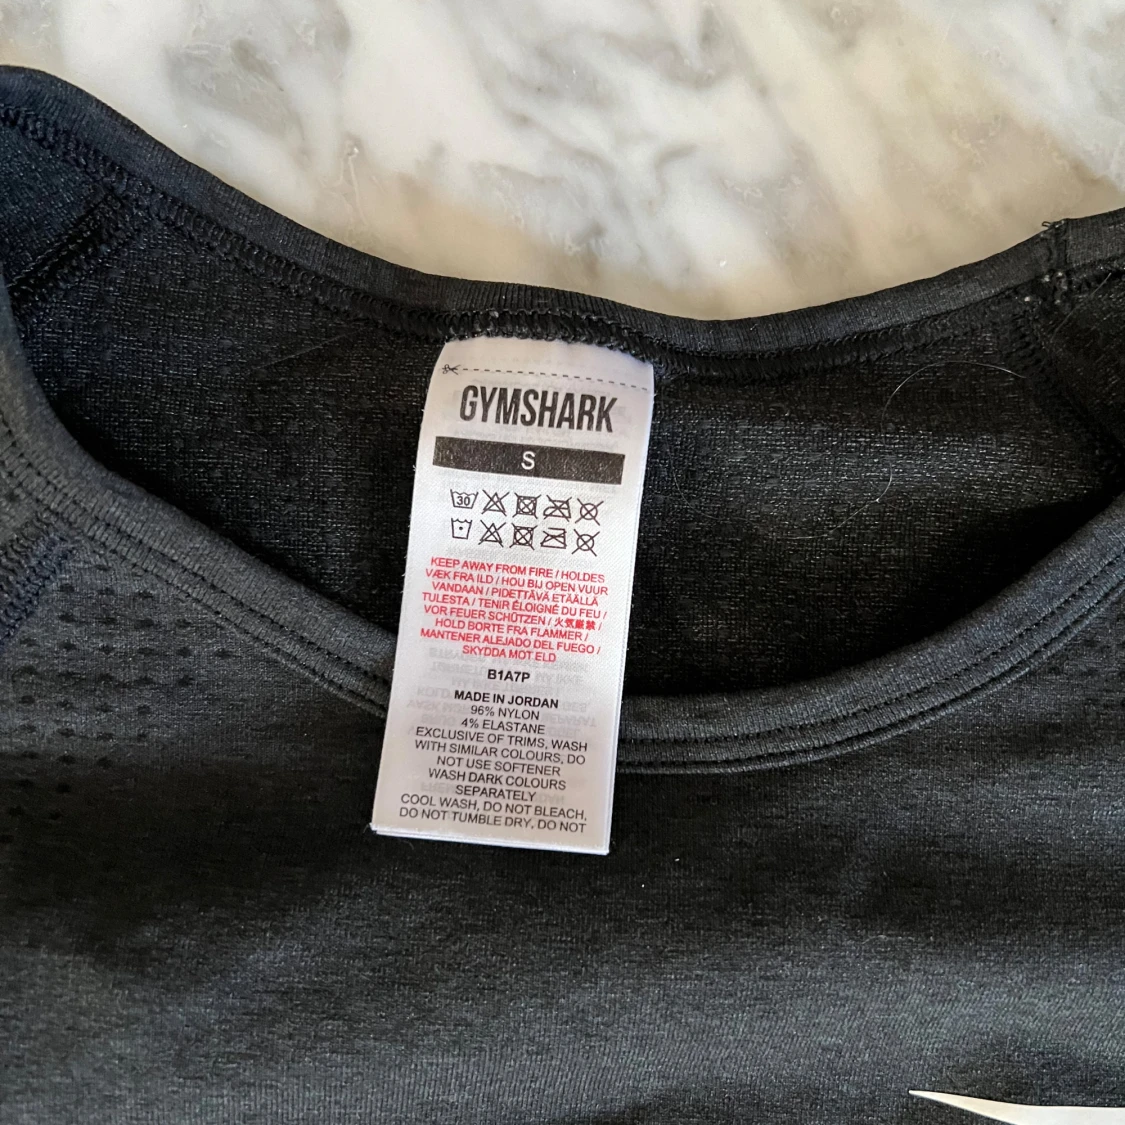 GYMSHARK
S
30
KEEP AWAY FROM FIRE / HOLDES
VÆK FRA ILD / HOU BIJ OPEN VUUR
VANDAAN / PIDETTÄVÄ ETÄÄLLÄ
TULESTA / TENIR ÉLOIGNÉ DU FEU /
VOR FEUER SCHÜTZEN / 火気厳禁 /
HOLD BORTE FRA FLAMMER /
MANTENER ALEJADO DEL FUEGO /
SKYDDA MOT ELD
B1A7P
MADE IN JORDAN
96% NYLON
4% ELASTANE
EXCLUSIVE OF TRIMS, WASH
WITH SIMILAR COLOURS, DO
NOT USE SOFTENER
WASH DARK COLOURS
SEPARATELY
COOL WASH, DO NOT BLEACH,
DO NOT TUMBLE DRY, DO NOT